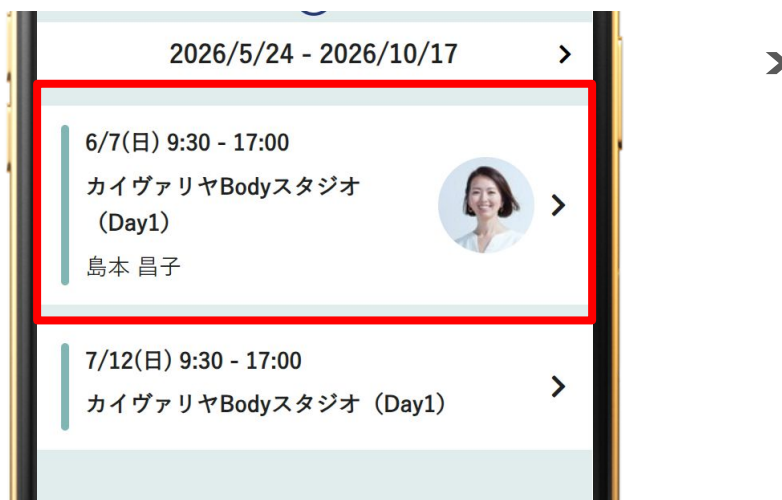 2026/5/24 - 2026/10/17
6/7(日) 9:30 - 17:00
カイヴァリヤBodyスタジオ
（Day1）
島本 昌子
7/12(日) 9:30 - 17:00
カイヴァリヤBodyスタジオ（Day1）